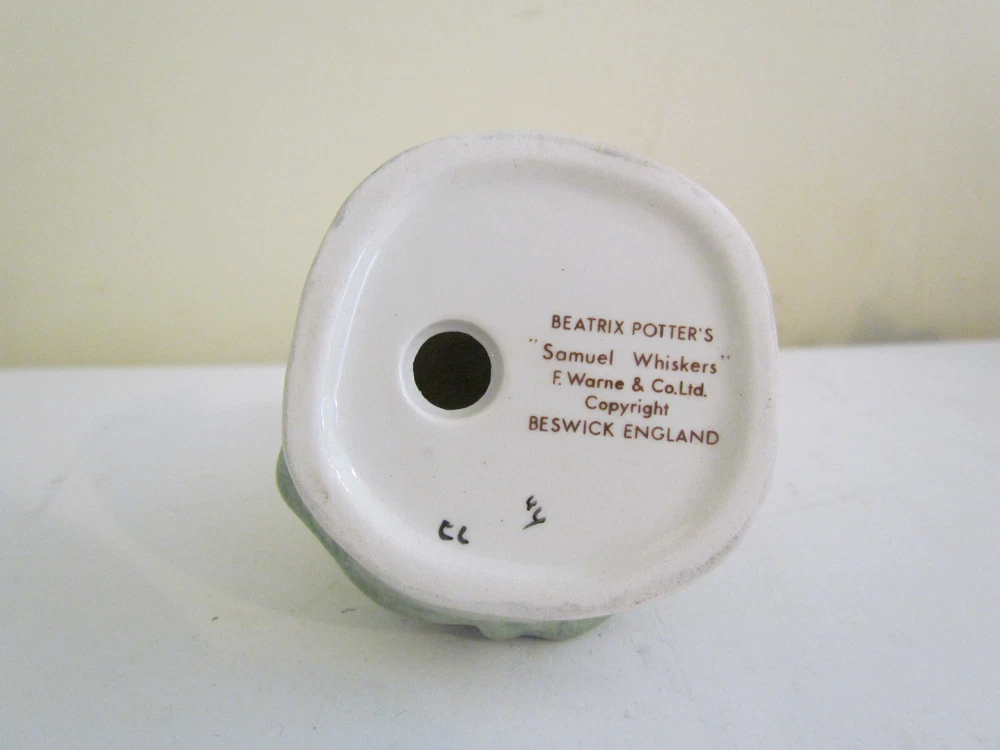 BEATRIX POTTER'S
"Samuel Whiskers"
F. Warne & Co.Ltd.
Copyright
BESWICK ENGLAND